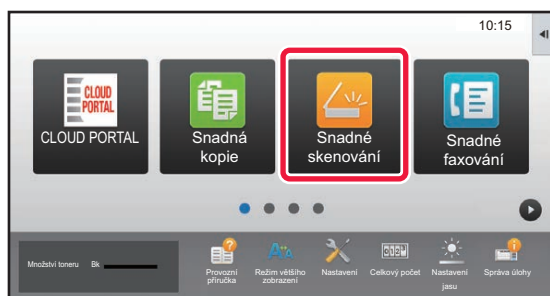 10:15
CLOUD
PORTAL
CLOUD PORTAL
Snadná
kopie
Snadné
skenování
Snadné
faxování
Množství toneru Bk
Provozní
příručka
Režim většího
zobrazení
Nastavení
Celkový počet
Nastavení
jasu
Správa úlohy